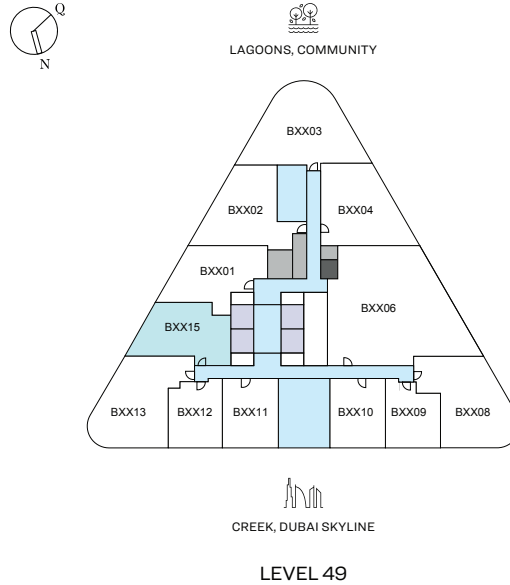 Q
N
LAGOONS, COMMUNITY
BXX03
BXX02
BXX04
BXX01
BXX06
BXX15
BXX13
BXX12
BXX11
BXX10
BXX09
BXX08
CREEK, DUBAI SKYLINE
LEVEL 49